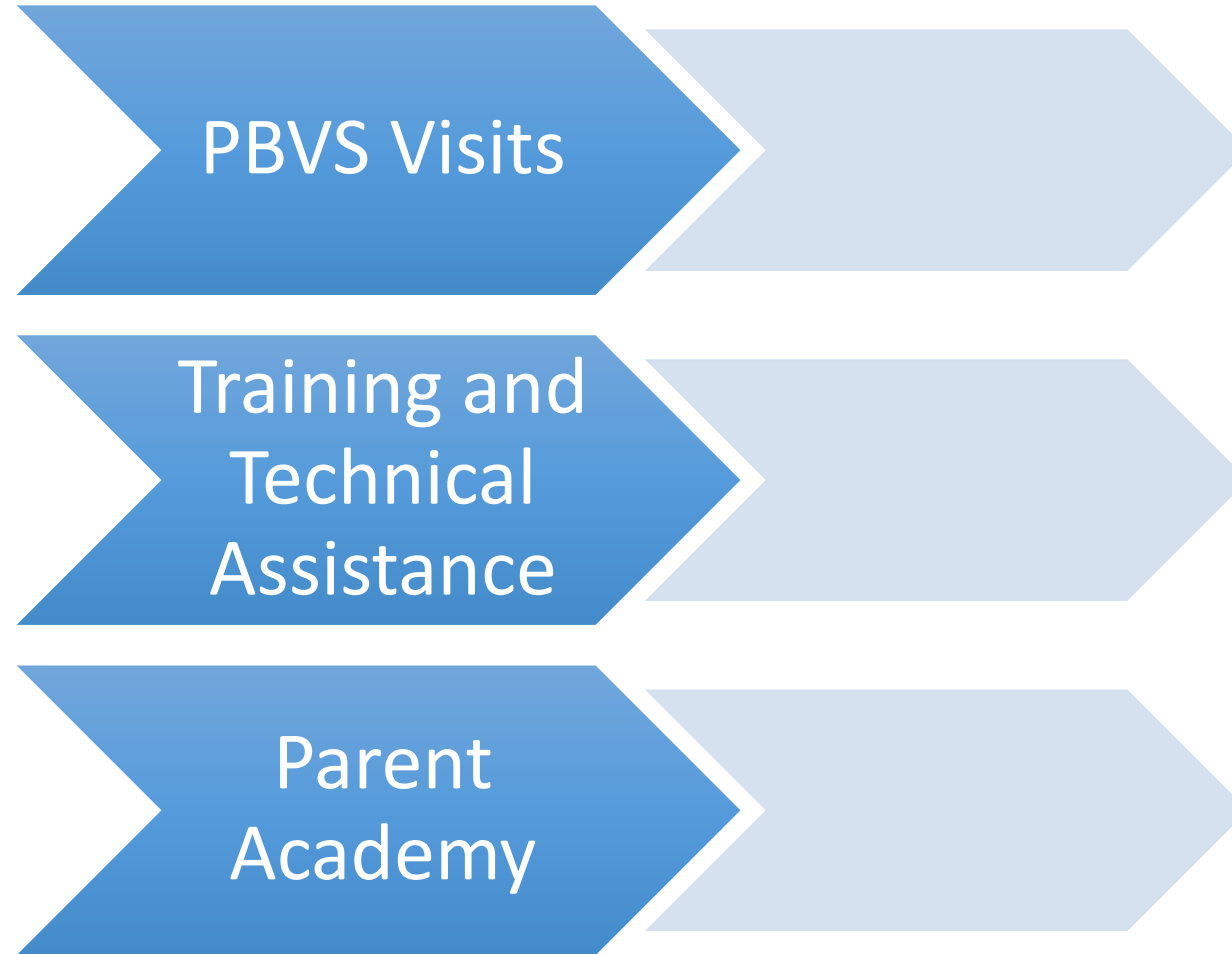 PBVS Visits
Training and
Technical
Assistance
Parent
Academy